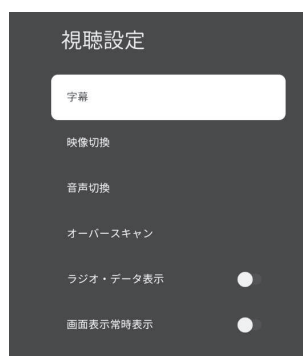 視聴設定
字幕
映像切換
音声切換
オーバースキャン
ラジオ・データ表示
画面表示常時表示